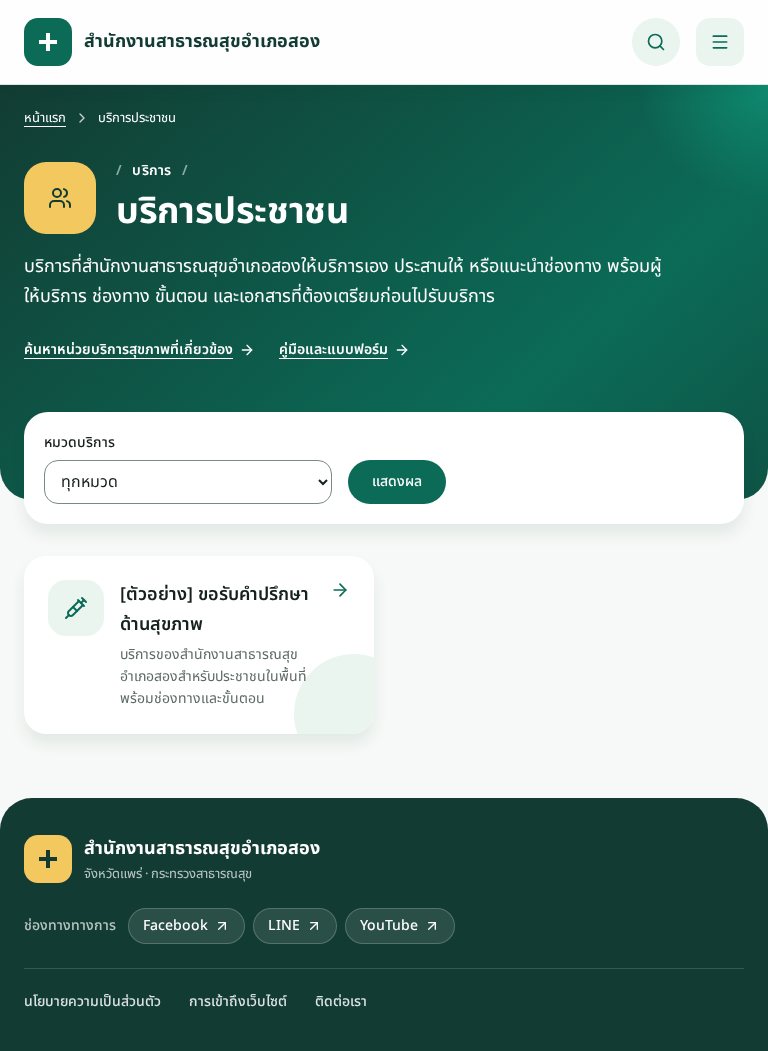 สำนักงานสาธารณสุขอำเภอสอง
หน้าแรก
บริการประชาชน
/ บริการ /
บริการประชาชน
บริการที่สำนักงานสาธารณสุขอำเภอสองให้บริการเอง ประสานให้ หรือแนะนำช่องทาง พร้อมผู้
ให้บริการ ช่องทาง ขั้นตอน และเอกสารที่ต้องเตรียมก่อนไปรับบริการ
ค้นหาหน่วยบริการสุขภาพที่เกี่ยวข้อง
คู่มือและแบบฟอร์ม
หมวดบริการ
ทุกหมวด
แสดงผล
[ตัวอย่าง] ขอรับคำปรึกษา
ด้านสุขภาพ
บริการของสำนักงานสาธารณสุข
อำเภอสองสำหรับประชาชนในพื้นที่
พร้อมช่องทางและขั้นตอน
สำนักงานสาธารณสุขอำเภอสอง
จังหวัดแพร่ · กระทรวงสาธารณสุข
ช่องทางทางการ
Facebook
LINE
YouTube
นโยบายความเป็นส่วนตัว
การเข้าถึงเว็บไซต์
ติดต่อเรา